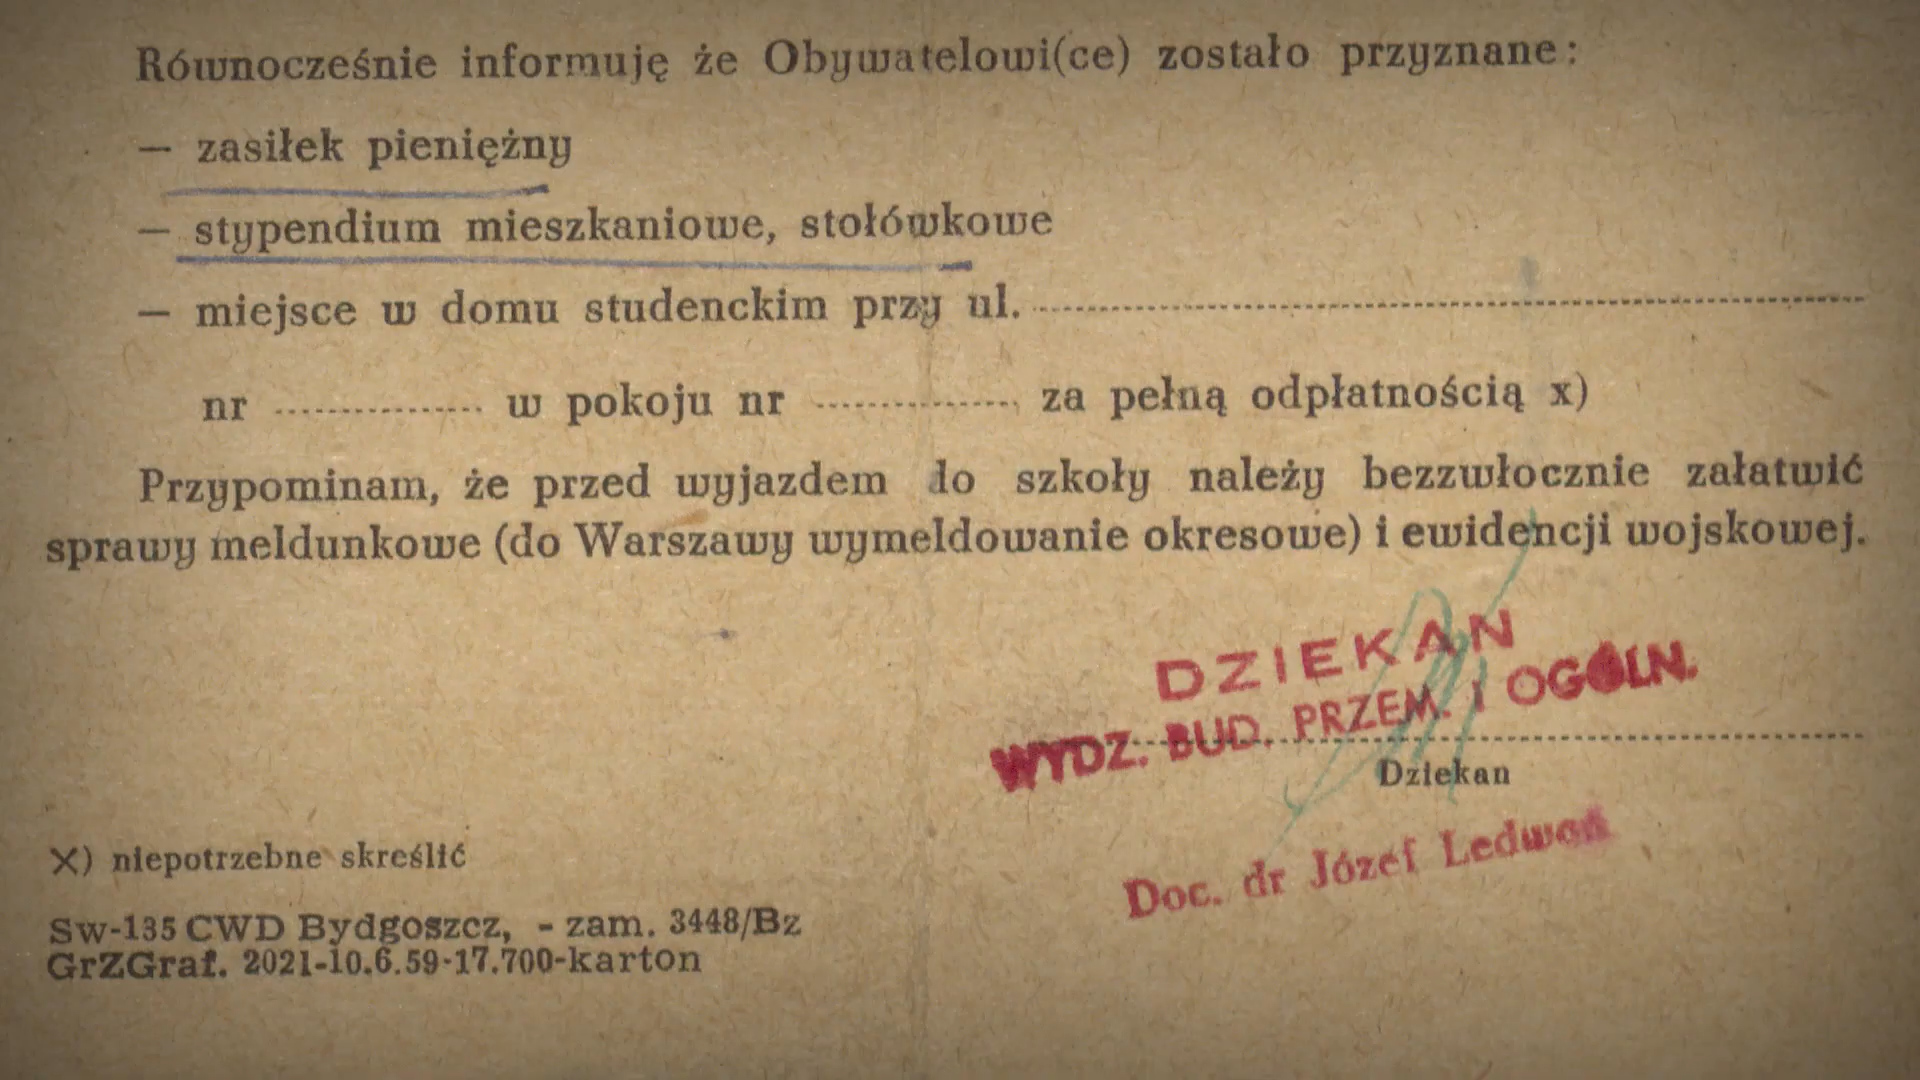 Równocześnie informuję że Obywatelowi(ce) zostało przyznane:
— zasiłek pieniężny
— stypendium mieszkaniowe, stołówkowe
— miejsce w domu studenckim przy ul.
nr w pokoju nr za pełną odpłatnością x)
Przypominam, że przed wyjazdem do szkoły należy bezzwłocznie załatwić
sprawy meldunkowe (do Warszawy wymeldowanie okresowe) i ewidencji wojskowej.
DZIEKAN
WYDZ. BUD. PRZEM. I OGÓLN.
Dziekan
Doc. dr Józef Ledwoń
X) niepotrzebne skreślić
Sw-135 CWD Bydgoszcz, - zam. 3448/Bz
GrZGraf. 2021-10.6.59-17.700-karton